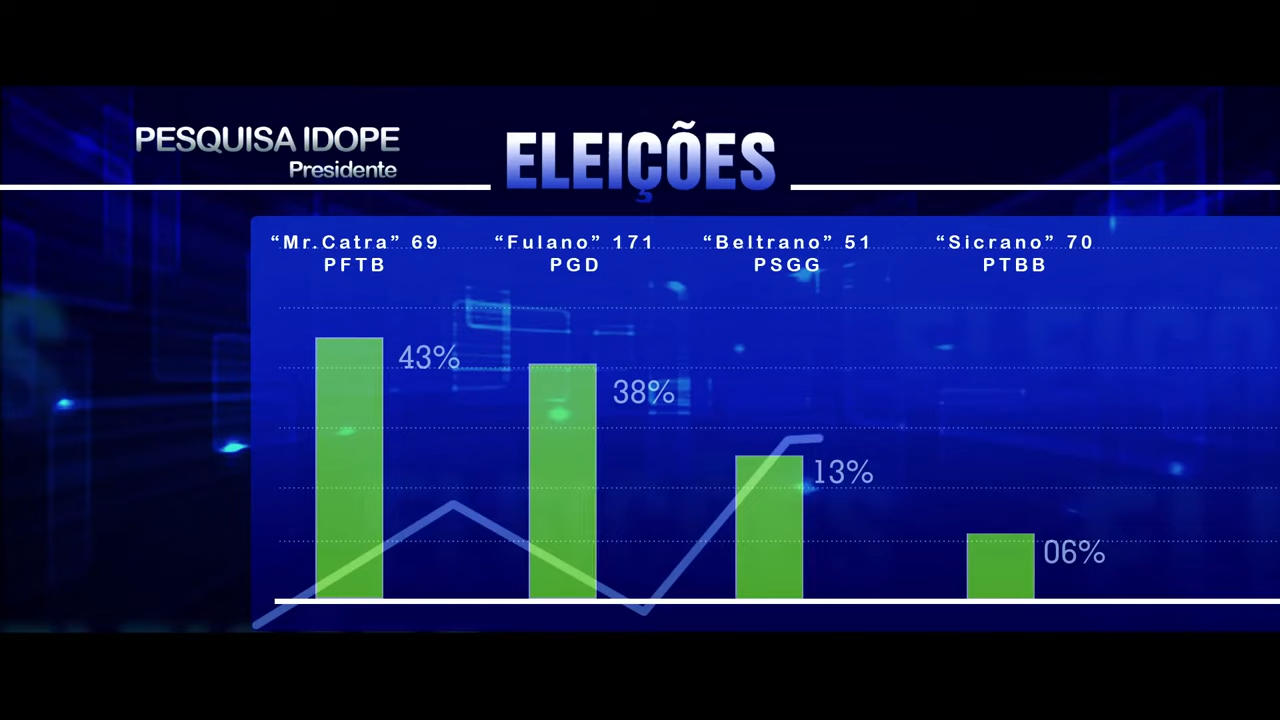 PESQUISA IDOPE
Presidente
ELEIÇÕES
“Mr.Catra” 69
PFTB
“Fulano” 171
PGD
“Beltrano” 51
PSGG
“Sicrano” 70
PTBB
43%
38%
13%
06%